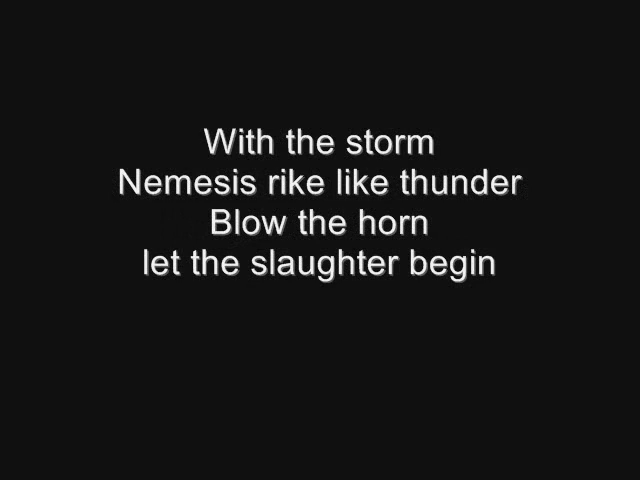 With the storm
Nemesis rike like thunder
Blow the horn
let the slaughter begin